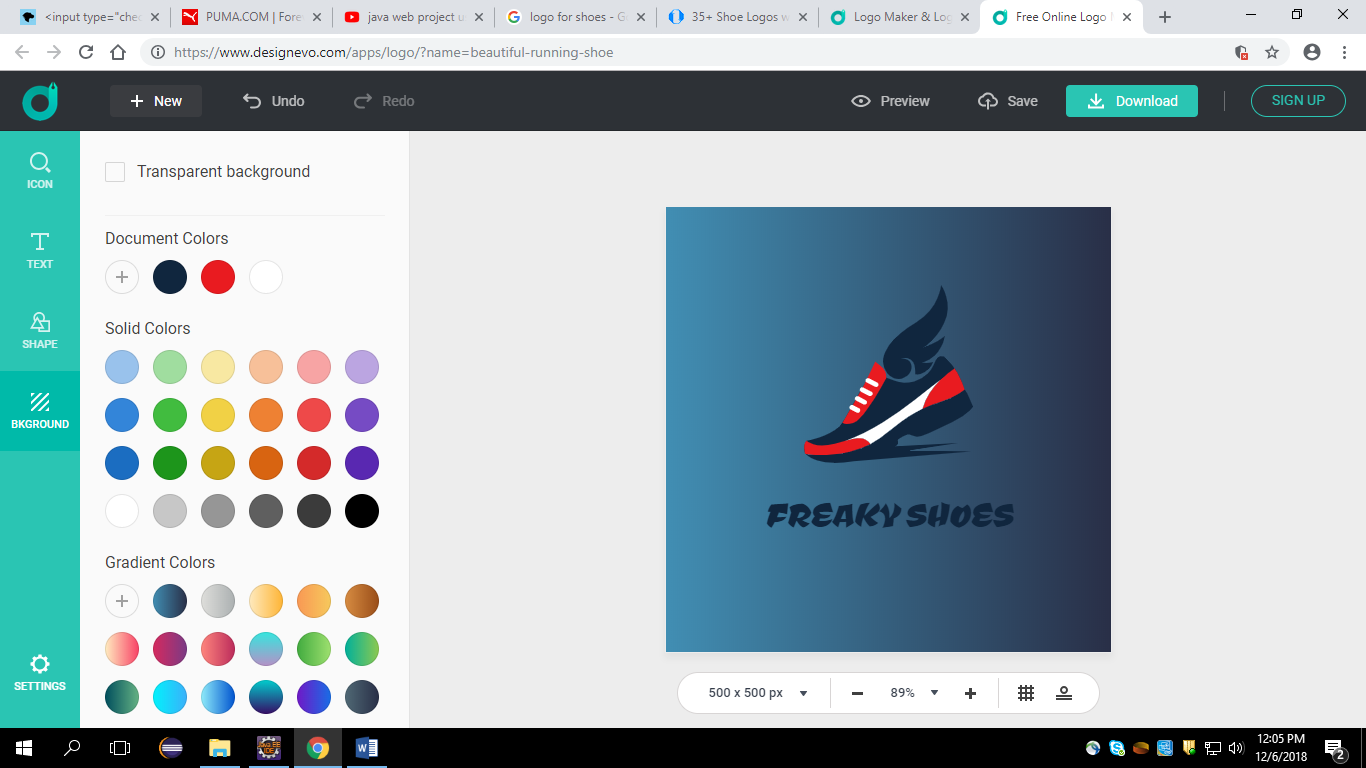 <input type="chec
PUMA.COM | Fore
java web project u
logo for shoes - G
35+ Shoe Logos w
Logo Maker & Log
Free Online Logo
https://www.designevo.com/apps/logo/?name=beautiful-running-shoe
New
Undo
Redo
Preview
Save
Download
SIGN UP
ICON
TEXT
SHAPE
BKGROUND
SETTINGS
Transparent background
Document Colors
Solid Colors
Gradient Colors
FREAKY SHOES
500 x 500 px
89%
12:05 PM
12/6/2018
2